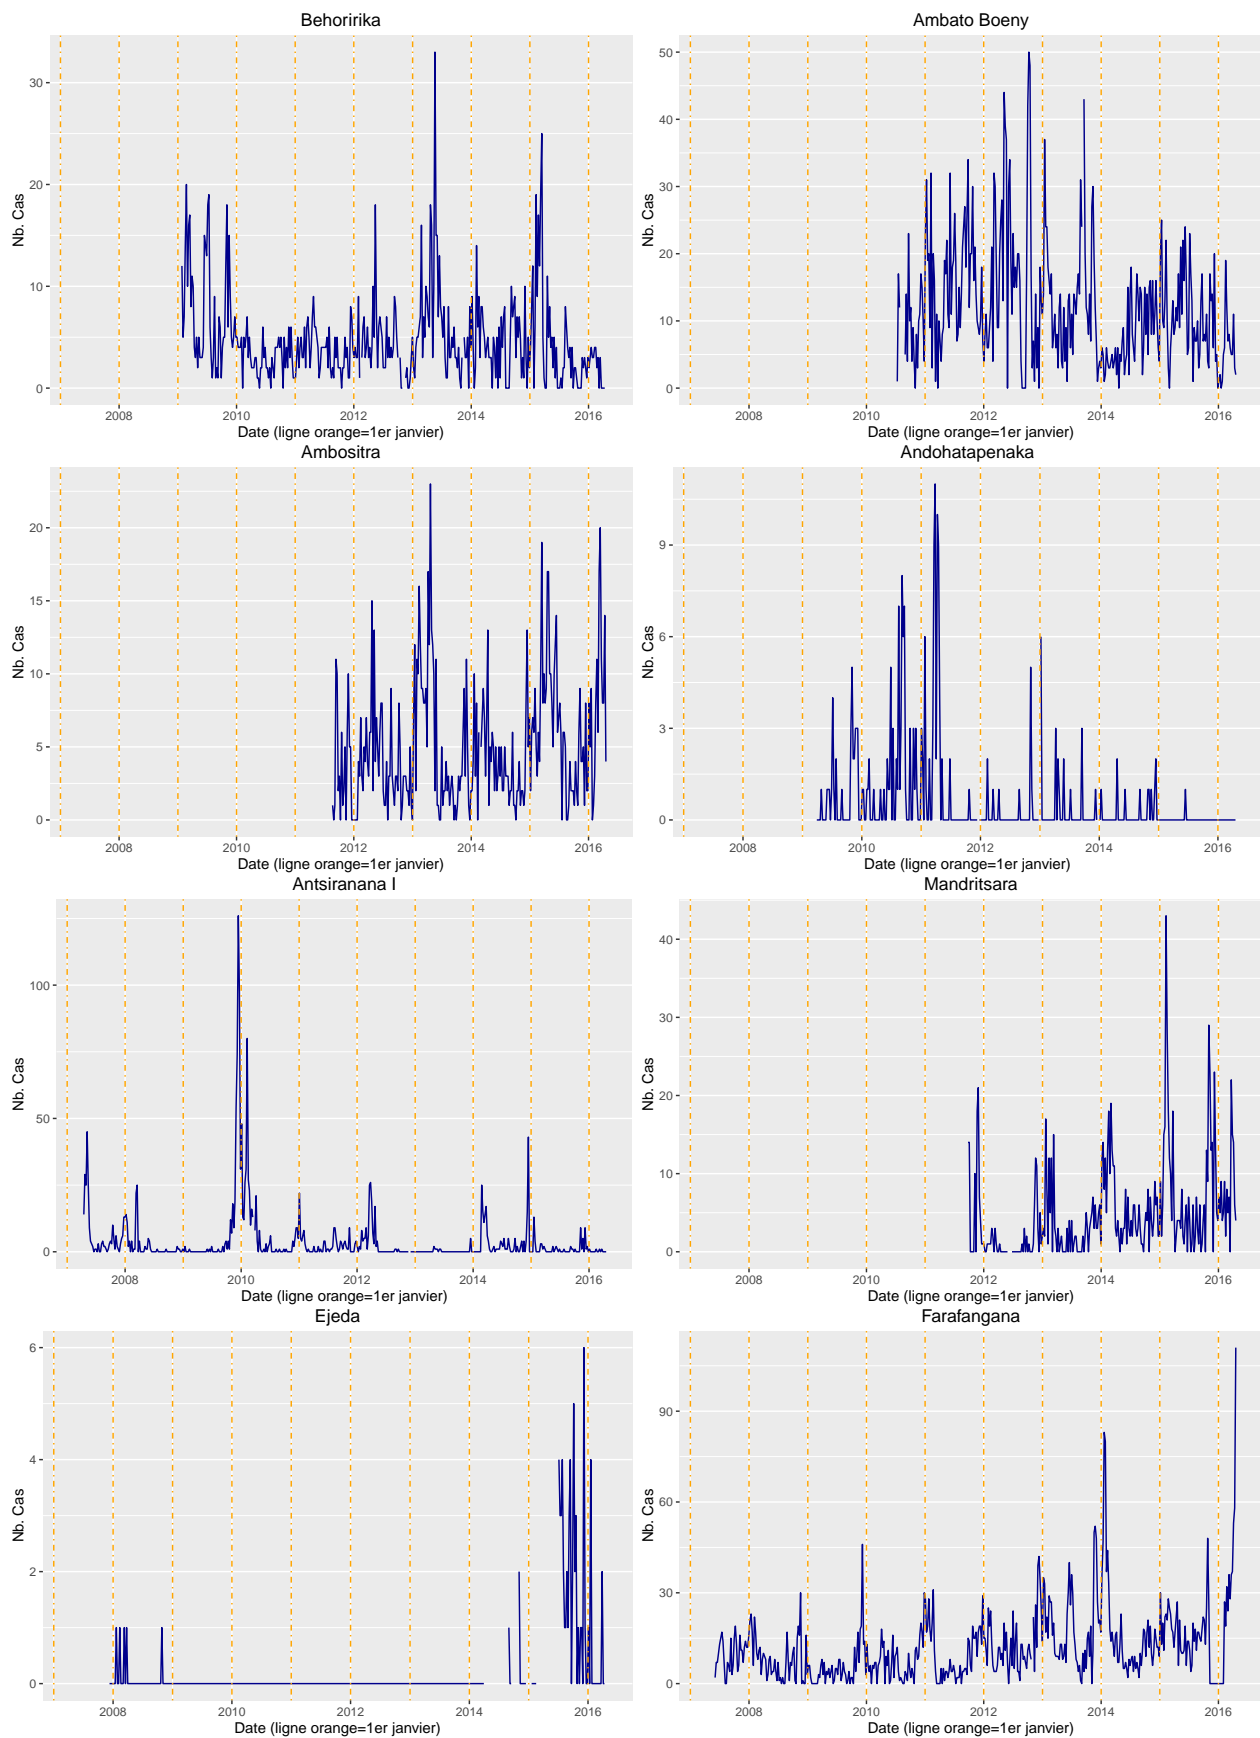 Behoririka
Nb. Cas
30
20
10
0
2008 2010 2012 2014 2016
Date (ligne orange=1er janvier)
Ambato Boeny
Nb. Cas
50
40
30
20
10
0
2008 2010 2012 2014 2016
Date (ligne orange=1er janvier)
Ambositra
Nb. Cas
20
15
10
5
0
2008 2010 2012 2014 2016
Date (ligne orange=1er janvier)
Andohatapenaka
Nb. Cas
9
6
3
0
2008 2010 2012 2014 2016
Date (ligne orange=1er janvier)
Antsiranana I
Nb. Cas
100
50
0
2008 2010 2012 2014 2016
Date (ligne orange=1er janvier)
Mandritsara
Nb. Cas
40
30
20
10
0
2008 2010 2012 2014 2016
Date (ligne orange=1er janvier)
Ejeda
Nb. Cas
6
4
2
0
2008 2010 2012 2014 2016
Date (ligne orange=1er janvier)
Farafangana
Nb. Cas
90
60
30
0
2008 2010 2012 2014 2016
Date (ligne orange=1er janvier)